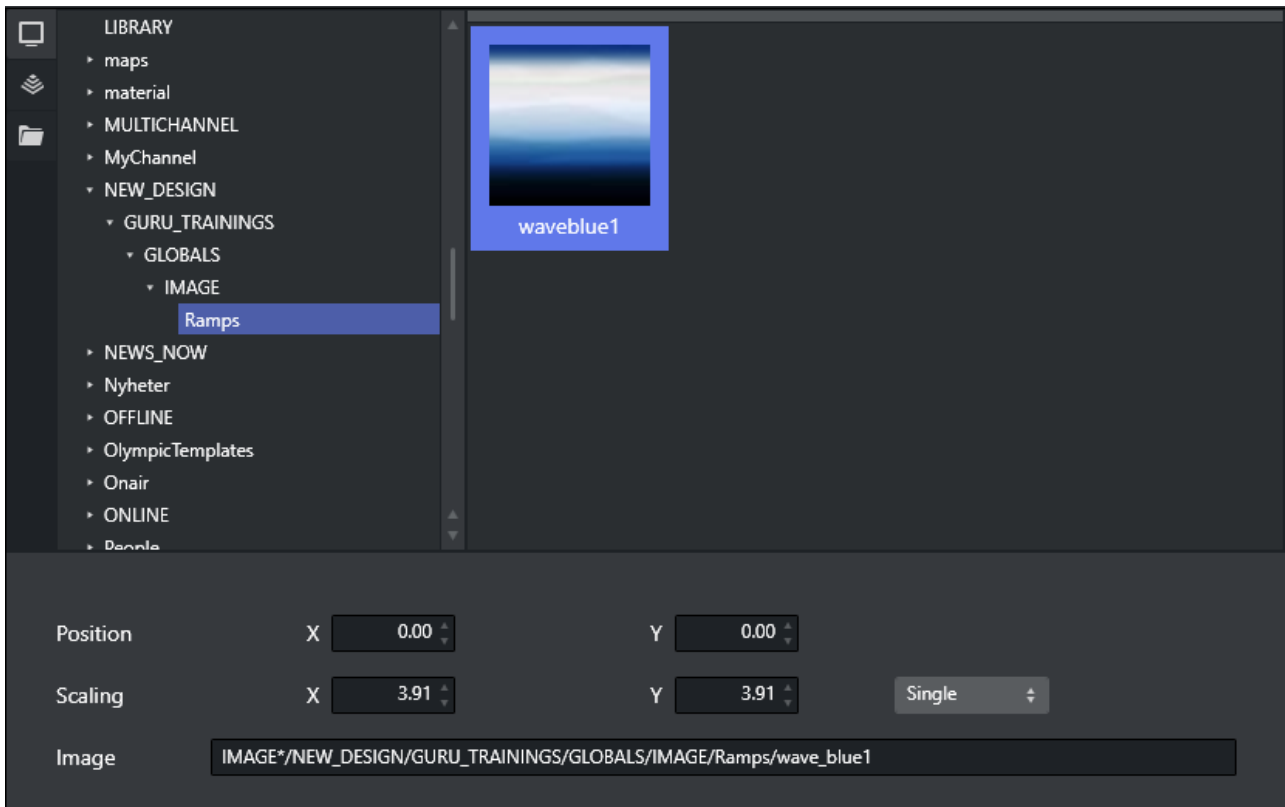 LIBRARY
maps
material
MULTICHANNEL
MyChannel
NEW_DESIGN
GURU_TRAININGS
GLOBALS
IMAGE
Ramps
NEWS_NOW
Nyheter
OFFLINE
OlympicTemplates
Onair
ONLINE
People
waveblue1
Position X 0.00 Y 0.00
Scaling X 3.91 Y 3.91 Single
Image IMAGE*/NEW_DESIGN/GURU_TRAININGS/GLOBALS/IMAGE/Ramps/wave_blue1